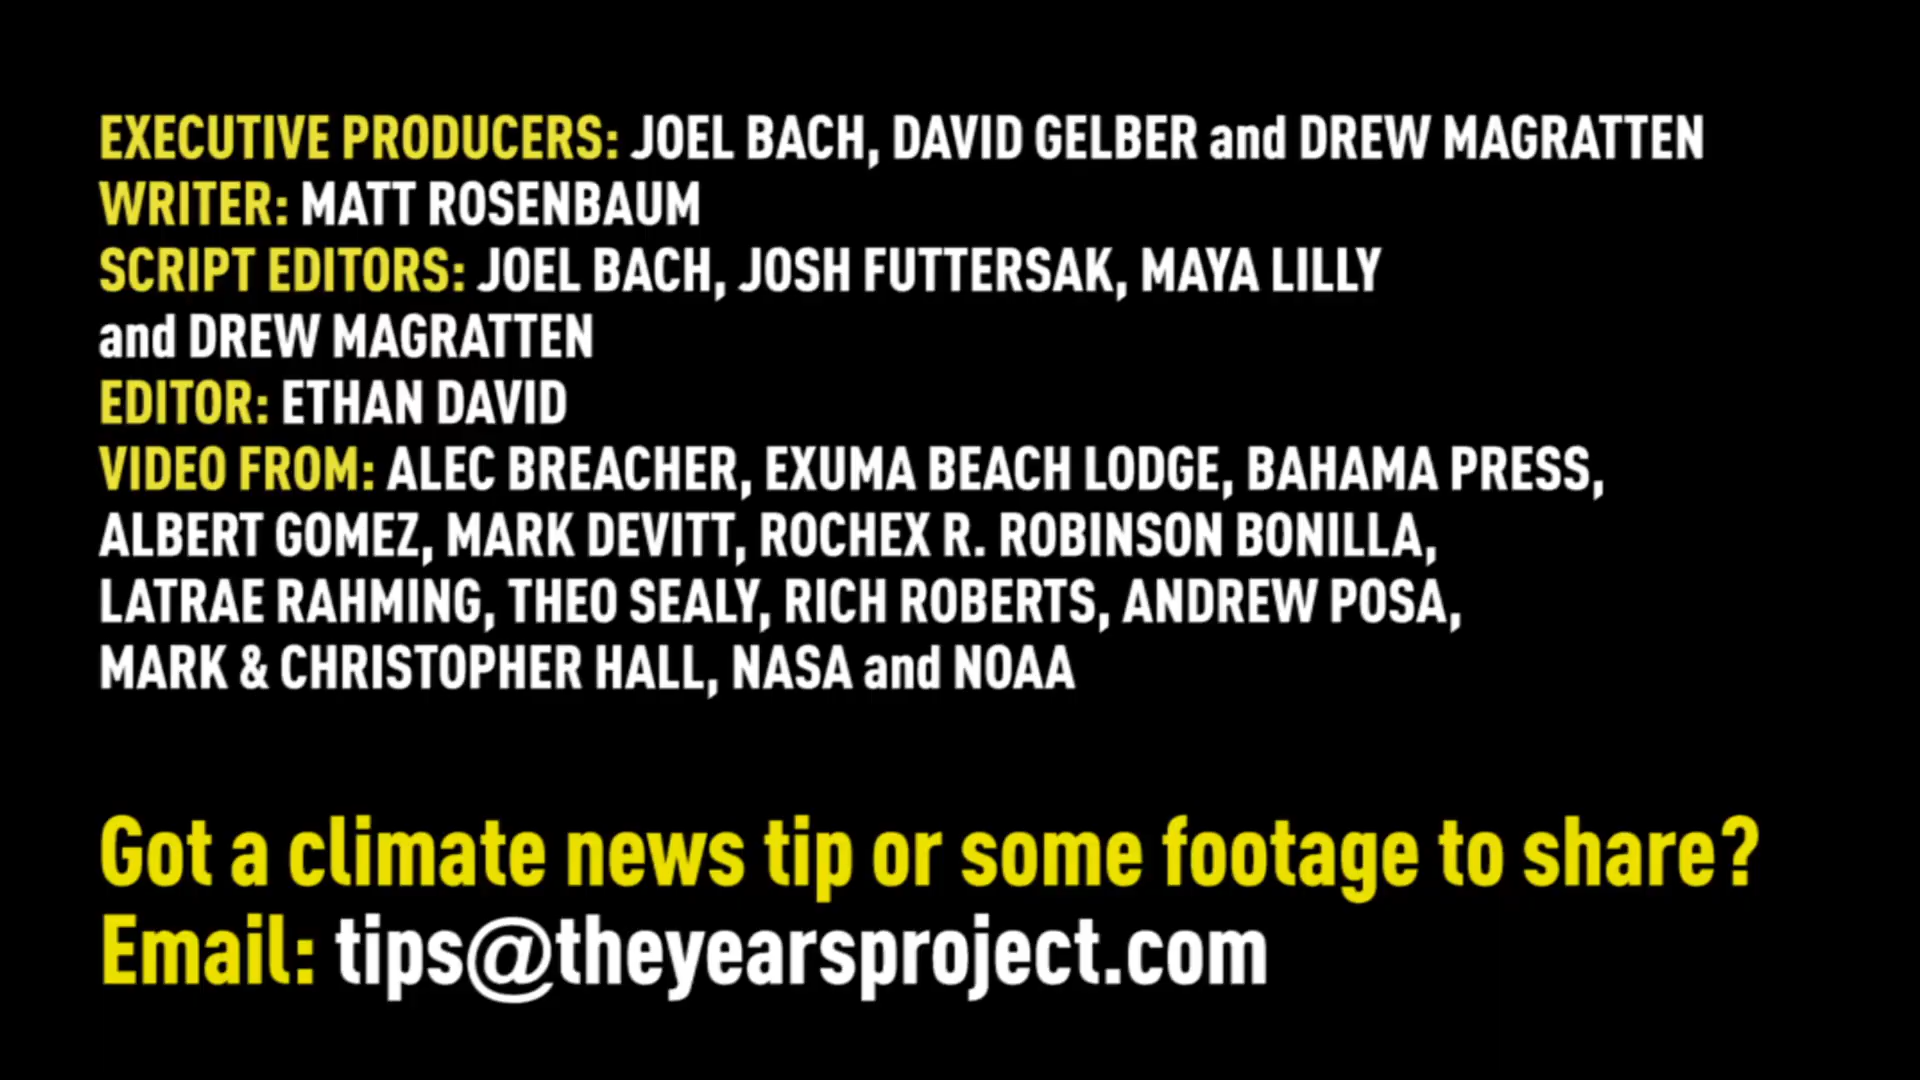 EXECUTIVE PRODUCERS: JOEL BACH, DAVID GELBER and DREW MAGRATTEN
WRITER: MATT ROSENBAUM
SCRIPT EDITORS: JOEL BACH, JOSH FUTTERSAK, MAYA LILLY
and DREW MAGRATTEN
EDITOR: ETHAN DAVID
VIDEO FROM: ALEC BREACHER, EXUMA BEACH LODGE, BAHAMA PRESS,
ALBERT GOMEZ, MARK DEVITT, ROCHEX R. ROBINSON BONILLA,
LATRAE RAHMING, THEO SEALY, RICH ROBERTS, ANDREW POSA,
MARK & CHRISTOPHER HALL, NASA and NOAA
Got a climate news tip or some footage to share?
Email: tips@theyearsproject.com